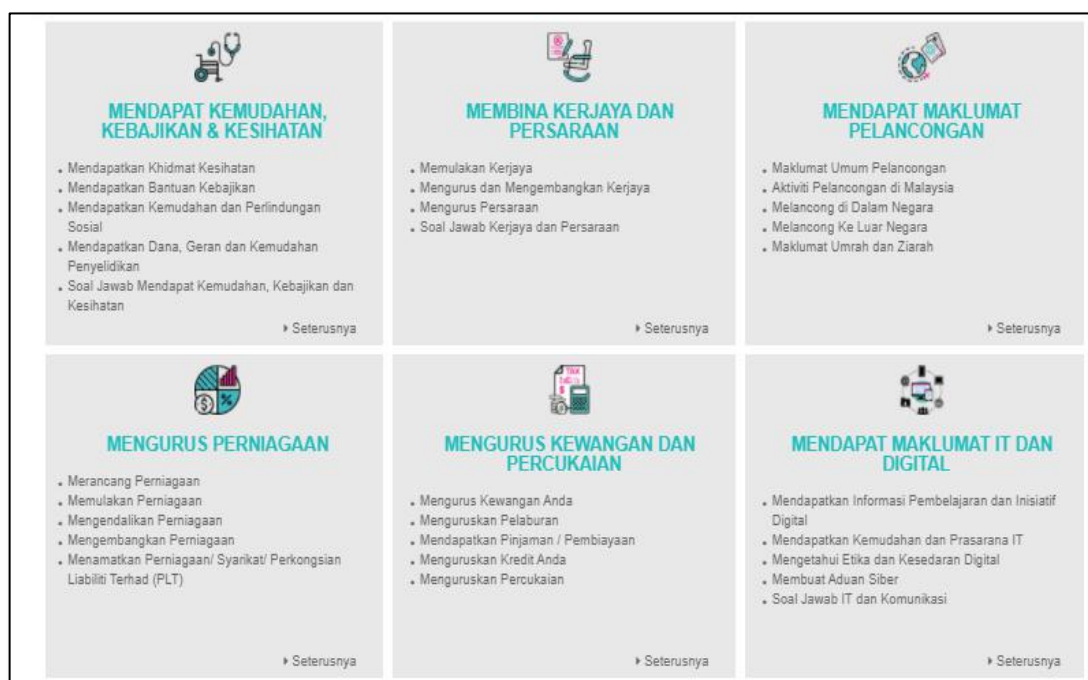 MENDAPAT KEMUDAHAN,
KEBAJIKAN & KESIHATAN
• Mendapatkan Khidmat Kesihatan
• Mendapatkan Bantuan Kebajikan
• Mendapatkan Kemudahan dan Perlindungan
Sosial
• Mendapatkan Dana, Geran dan Kemudahan
Penyelidikan
• Soal Jawab Mendapat Kemudahan, Kebajikan dan
Kesihatan
Seterusnya
MEMBINA KERJAYA DAN
PERSARAAN
• Memulakan Kerjaya
• Mengurus dan Mengembangkan Kerjaya
• Mengurus Persaraan
• Soal Jawab Kerjaya dan Persaraan
Seterusnya
MENDAPAT MAKLUMAT
PELANCONGAN
• Maklumat Umum Pelancongan
• Aktiviti Pelancongan di Malaysia
• Melancong di Dalam Negara
• Melancong Ke Luar Negara
• Maklumat Umrah dan Ziarah
Seterusnya
MENGURUS PERNIAGAAN
• Merancang Perniagaan
• Memulakan Perniagaan
• Mengendalikan Perniagaan
• Mengembangkan Perniagaan
• Menamatkan Perniagaan/ Syarikat/ Perkongsian
Liabiliti Terhad (PLT)
Seterusnya
TAX
MENGURUS KEWANGAN DAN
PERCUKAIAN
• Mengurus Kewangan Anda
• Menguruskan Pelaburan
• Mendapatkan Pinjaman / Pembiayaan
• Menguruskan Kredit Anda
• Menguruskan Percukaian
Seterusnya
MENDAPAT MAKLUMAT IT DAN
DIGITAL
• Mendapatkan Informasi Pembelajaran dan Inisiatif
Digital
• Mendapatkan Kemudahan dan Prasarana IT
• Mengetahui Etika dan Kesedaran Digital
• Membuat Aduan Siber
• Soal Jawab IT dan Komunikasi
Seterusnya